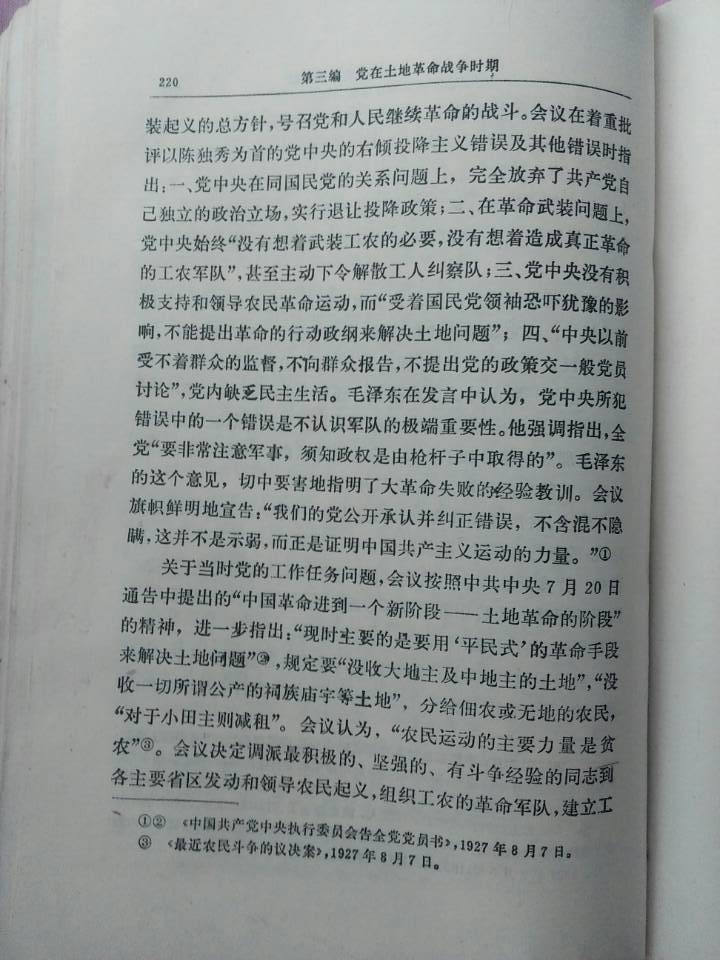 220
第三编 党在土地革命战争时期
装起义的总方针，号召党和人民继续革命的战斗。会议在着重批
评以陈独秀为首的党中央的右倾投降主义错误及其他错误时指
出：一、党中央在同国民党的关系问题上，完全放弃了共产党自
己独立的政治立场，实行退让投降政策；二、在革命武装问题上，
党中央始终“没有想着武装工农的必要，没有想着造成真正革命
的工农军队”，甚至主动下令解散工人纠察队；三、党中央没有积
极支持和领导农民革命运动，而“受着国民党领袖恐吓犹豫的影
响，不能提出革命的行动政纲来解决土地问题”；四、“中央以前
受不着群众的监督，不向群众报告，不提出党的政策交一般党员
讨论”，党内缺乏民主生活。毛泽东在发言中认为，党中央所犯
错误中的一个错误是不认识军队的极端重要性。他强调指出，全
党“要非常注意军事，须知政权是由枪杆子中取得的”。毛泽东
的这个意见，切中要害地指明了大革命失败的经验教训。会议
旗帜鲜明地宣告：“我们的党公开承认并纠正错误，不含混不隐
瞒，这并不是示弱，而正是证明中国共产主义运动的力量。”①
关于当时党的工作任务问题，会议按照中共中央7月20日
通告中提出的“中国革命进到一个新阶段——土地革命的阶段”
的精神，进一步指出：“现时主要的是要用‘平民式’的革命手段
来解决土地问题”②，规定要“没收大地主及中地主的土地”，“没
收一切所谓公产的祠族庙宇等土地”，分给佃农或无地的农民，
“对于小田主则减租”。会议认为，“农民运动的主要力量是贫
农”③。会议决定调派最积极的、坚强的、有斗争经验的同志到
各主要省区发动和领导农民起义，组织工农的革命军队，建立工
①② 《中国共产党中央执行委员会告全党党员书》，1927年8月7日。
③ 《最近农民斗争的议决案》，1927年8月7日。